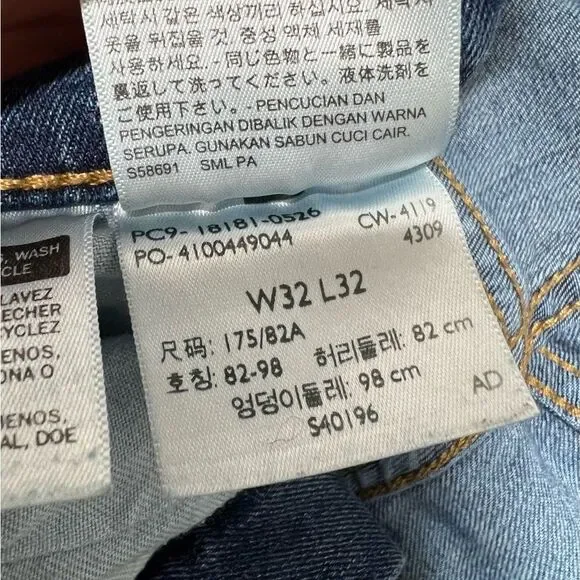 세탁시 같은 색상끼리 하십시오. 세탁시
옷을 뒤집을 것. 중성 액체 세제를
사용하십시오. - 同じ色物と一緒に製品を
裏返して洗ってください。液体洗剤を
ご使用下さい。- PENCUCIAN DAN
PENGERINGAN DIBALIK DENGAN WARNA
SERUPA. GUNAKAN SABUN CUCI CAIR.
S58691 SML PA
PC9- 18181-0526
PO- 4100449044
CW- 4119
4309
W32 L32
尺码: 175/82A
호칭: 82-98 허리둘레: 82 cm
엉덩이둘레: 98 cm
S40196
AD
WASH
CLE
LAVEZ
ECHER
YCLEZ
ENOS,
ONA O
IENOS,
AL, DOE